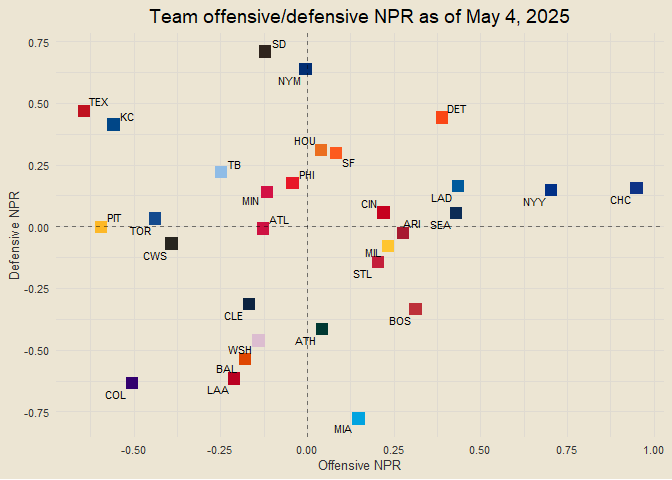 Team offensive/defensive NPR as of May 4, 2025
0.75
SD
NYM
0.50
TEX
KC
DET
HOU
SF
0.25
TB
PHI
MIN
LAD
NYY
CHC
CIN
PIT
TOR
ATL
ARI
SEA
0.00
CWS
MIL
STL
Defensive NPR
-0.25
CLE
BOS
ATH
WSH
-0.50
BAL
LAA
COL
-0.75
MIA
-0.50
-0.25
0.00
0.25
0.50
0.75
1.00
Offensive NPR